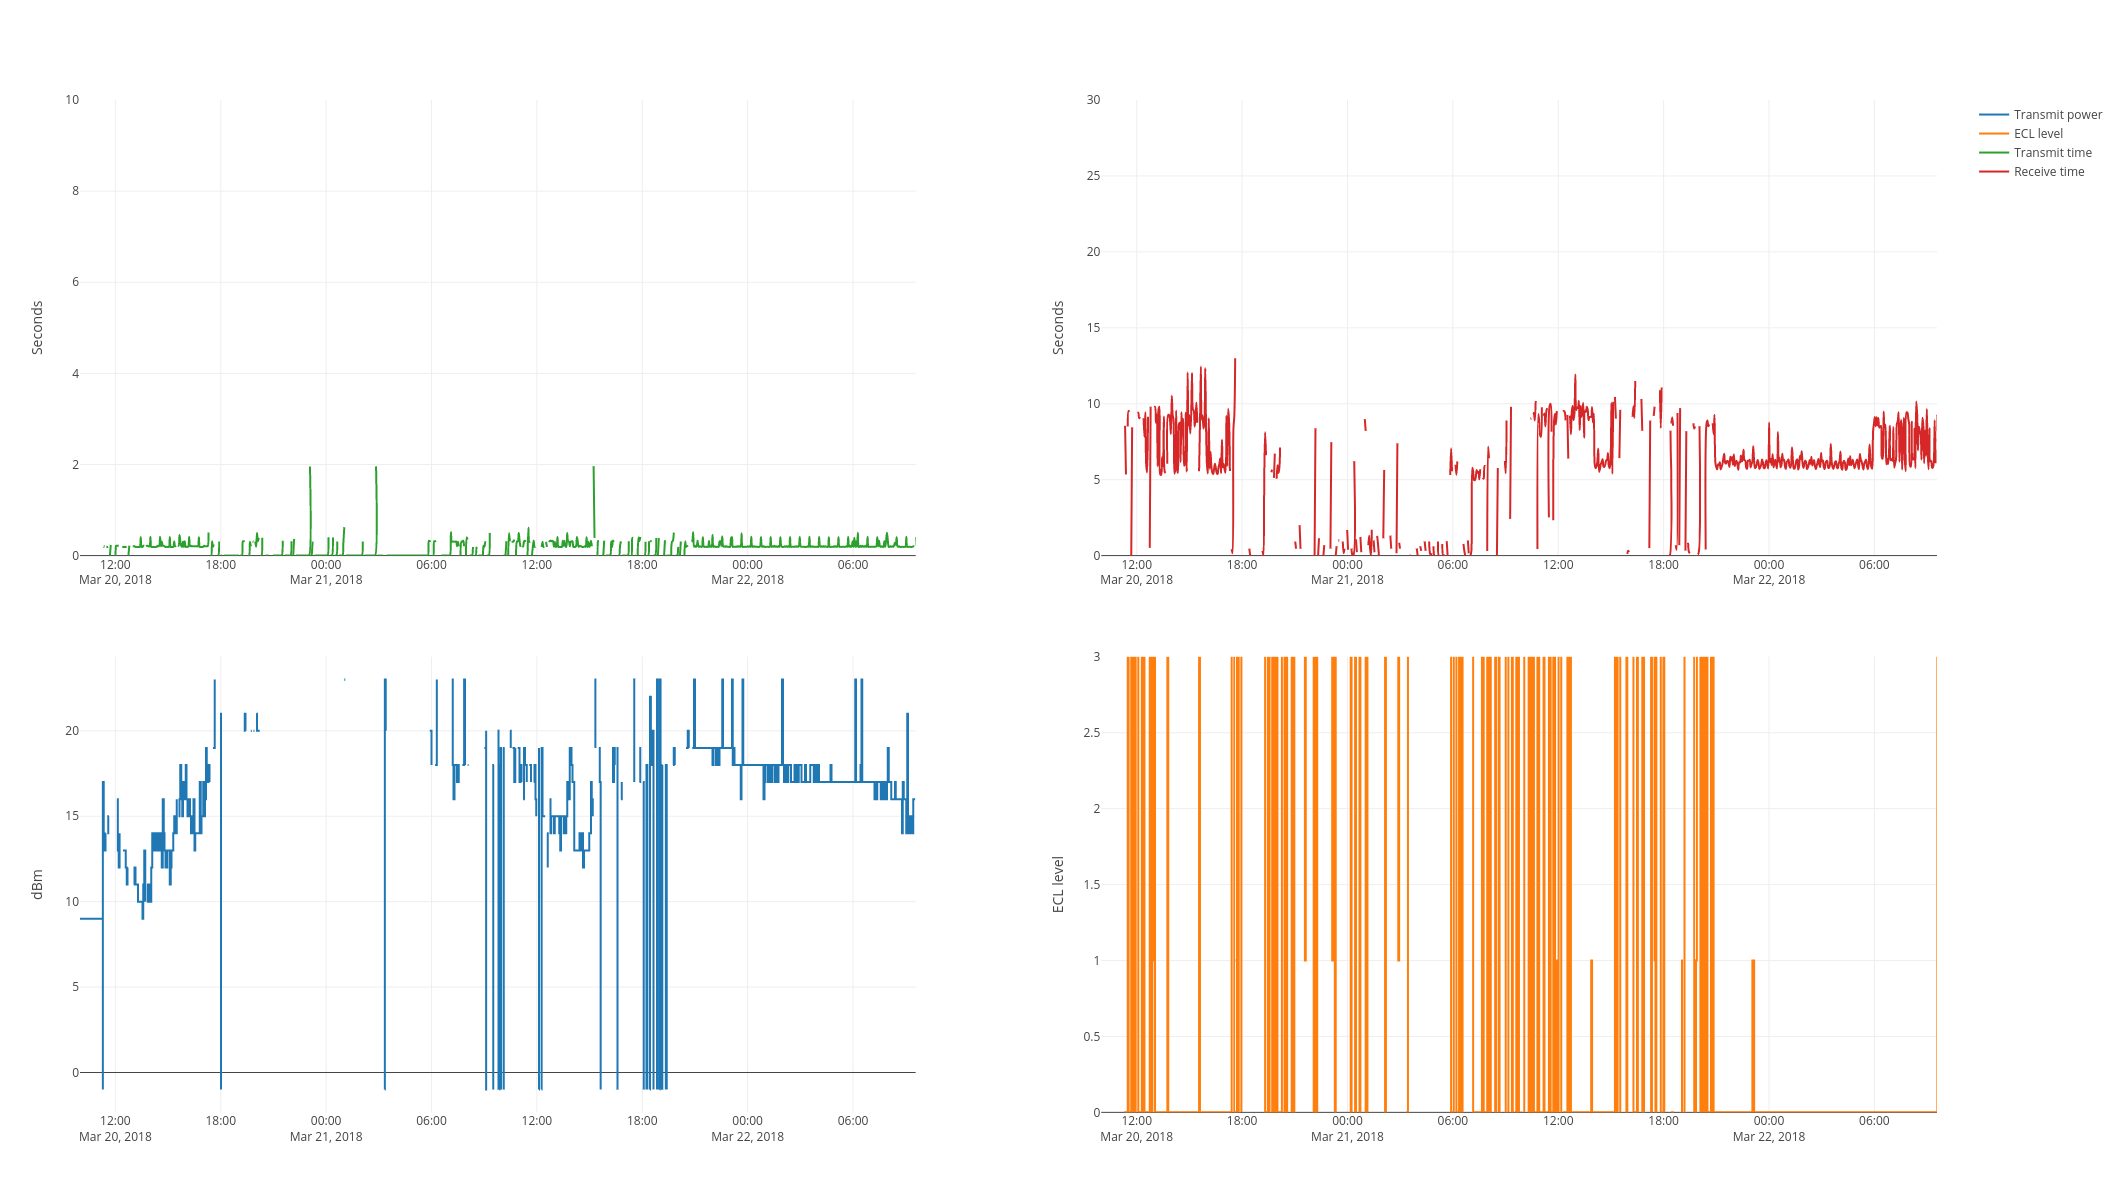 10
8
6
4
2
0
Seconds
12:00
Mar 20, 2018
18:00
00:00
Mar 21, 2018
06:00
12:00
18:00
00:00
Mar 22, 2018
06:00
30
25
20
15
10
5
0
Seconds
12:00
Mar 20, 2018
18:00
00:00
Mar 21, 2018
06:00
12:00
18:00
00:00
Mar 22, 2018
06:00
Transmit power
ECL level
Transmit time
Receive time
20
15
10
5
0
dBm
12:00
Mar 20, 2018
18:00
00:00
Mar 21, 2018
06:00
12:00
18:00
00:00
Mar 22, 2018
06:00
3
2.5
2
1.5
1
0.5
0
ECL level
12:00
Mar 20, 2018
18:00
00:00
Mar 21, 2018
06:00
12:00
18:00
00:00
Mar 22, 2018
06:00